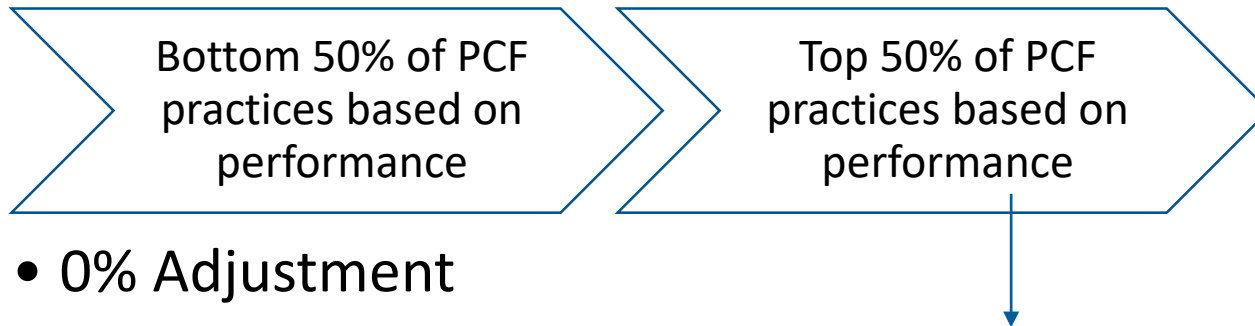 Bottom 50% of PCF
practices based on
performance
Top 50% of PCF
practices based on
performance
• 0% Adjustment